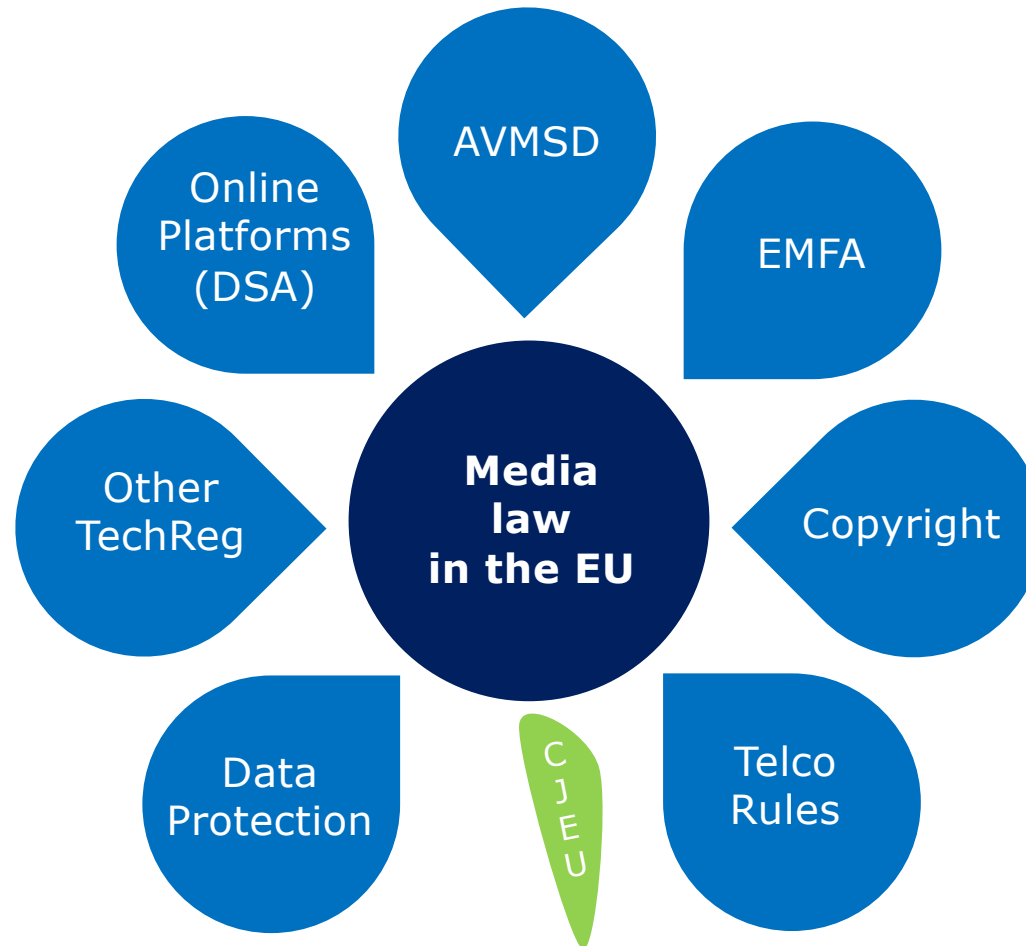 AVMSD
Online
Platforms
(DSA)
EMFA
Media
law
in the EU
Other
TechReg
Copyright
Data
Protection
C
J
E
U
Telco
Rules